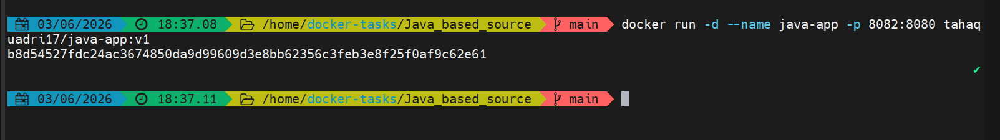 03/06/2026 18:37.08 /home/docker-tasks/Java_based_source main docker run -d --name java-app -p 8082:8080 tahaq
uadri17/java-app:v1
b8d54527fdc24ac3674850da9d99609d3e8bb62356c3feb3e8f25f0af9c62e61
✔
03/06/2026 18:37.11 /home/docker-tasks/Java_based_source main